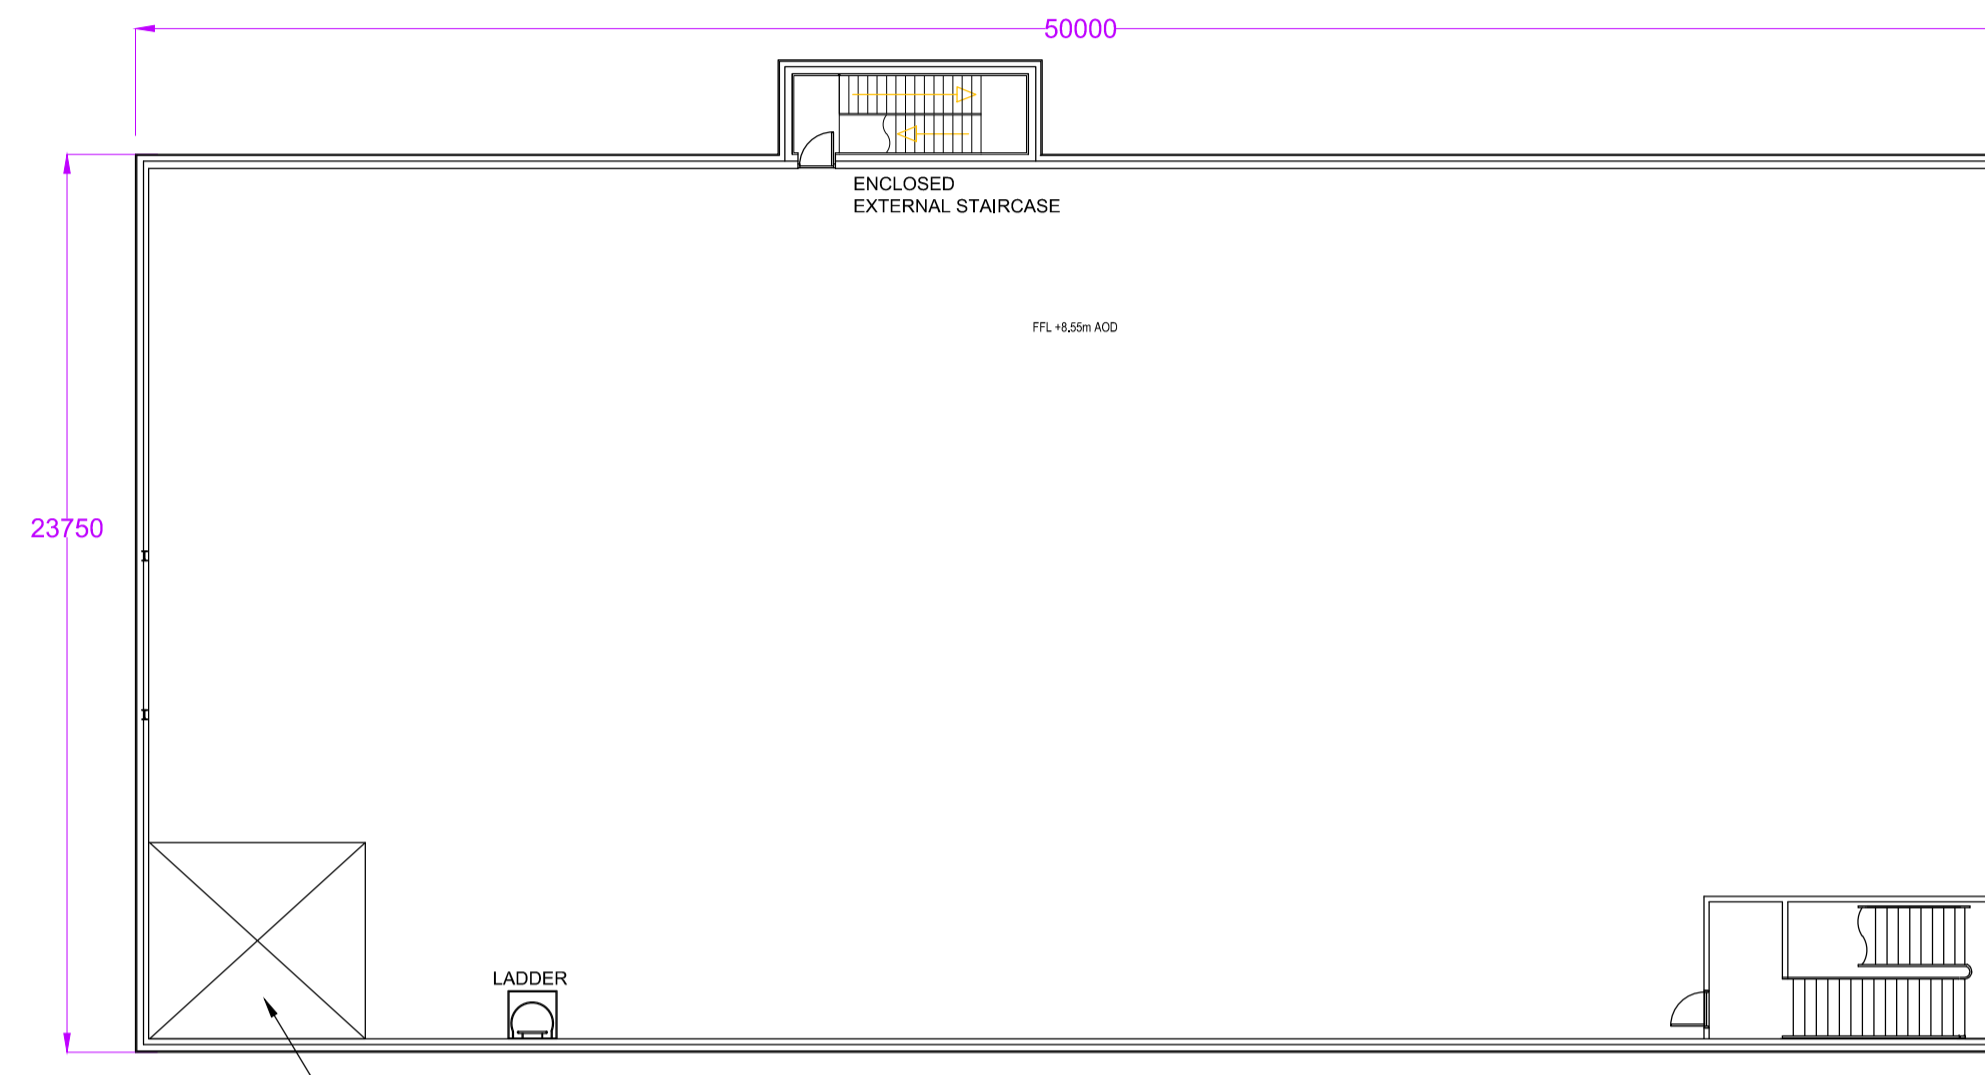 50000
ENCLOSED
EXTERNAL STAIRCASE
FFL +8.55m AOD
23750
LADDER